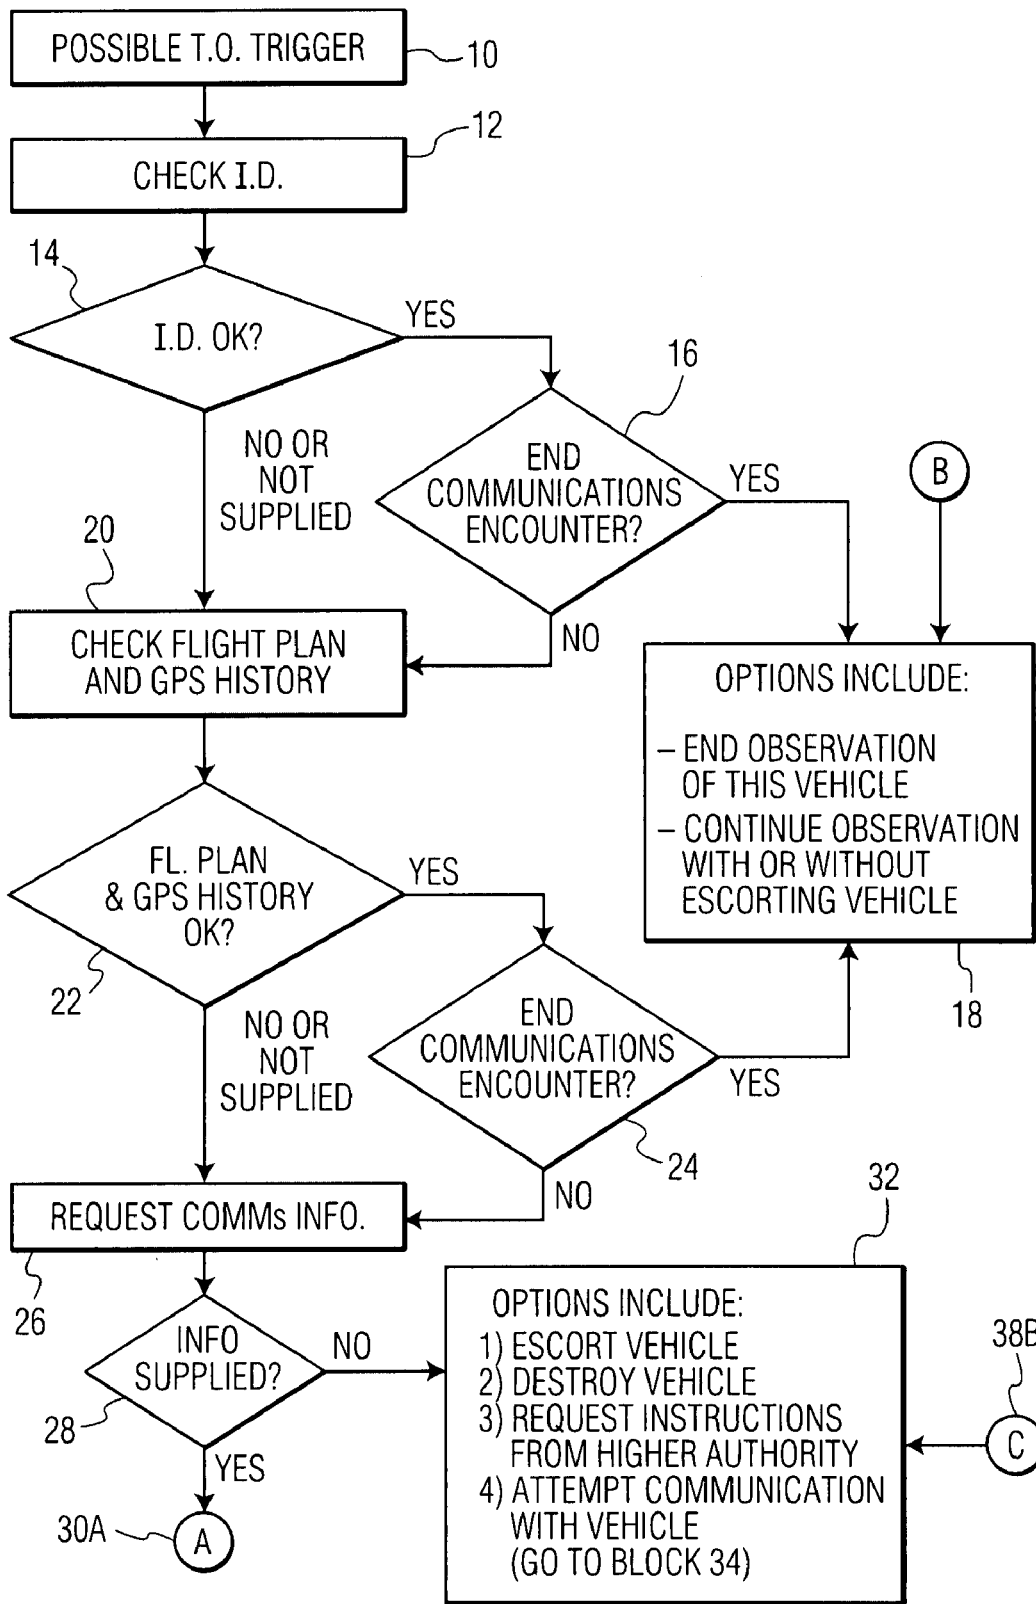 POSSIBLE T.O. TRIGGER
10
12
CHECK I.D.
14
I.D. OK?
YES
16
NO OR
NOT
SUPPLIED
END
COMMUNICATIONS
ENCOUNTER?
YES
B
20
CHECK FLIGHT PLAN
AND GPS HISTORY
NO
OPTIONS INCLUDE:
– END OBSERVATION
OF THIS VEHICLE
– CONTINUE OBSERVATION
WITH OR WITHOUT
ESCORTING VEHICLE
18
FL. PLAN
& GPS HISTORY
OK?
YES
22
NO OR
NOT
SUPPLIED
END
COMMUNICATIONS
ENCOUNTER?
YES
24
NO
REQUEST COMMs INFO.
26
INFO
SUPPLIED?
NO
28
YES
30A
A
32
OPTIONS INCLUDE:
1) ESCORT VEHICLE
2) DESTROY VEHICLE
3) REQUEST INSTRUCTIONS
FROM HIGHER AUTHORITY
4) ATTEMPT COMMUNICATION
WITH VEHICLE
(GO TO BLOCK 34)
38B
C